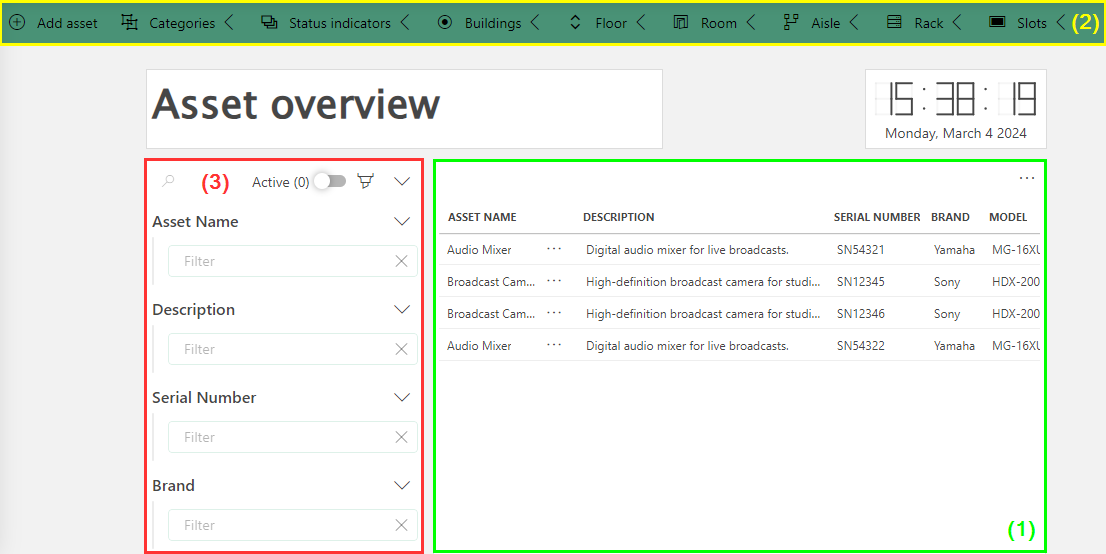 Add asset Categories Status indicators Buildings Floor Room Aisle Rack Slots (2)
Asset overview
15:38:19
Monday, March 4 2024
(3) Active (0)
Asset Name
Filter
Description
Filter
Serial Number
Filter
Brand
Filter
ASSET NAME DESCRIPTION SERIAL NUMBER BRAND MODEL
Audio Mixer ... Digital audio mixer for live broadcasts. SN54321 Yamaha MG-16XU
Broadcast Cam... ... High-definition broadcast camera for studi... SN12345 Sony HDX-200
Broadcast Cam... ... High-definition broadcast camera for studi... SN12346 Sony HDX-200
Audio Mixer ... Digital audio mixer for live broadcasts. SN54322 Yamaha MG-16XU
(1)